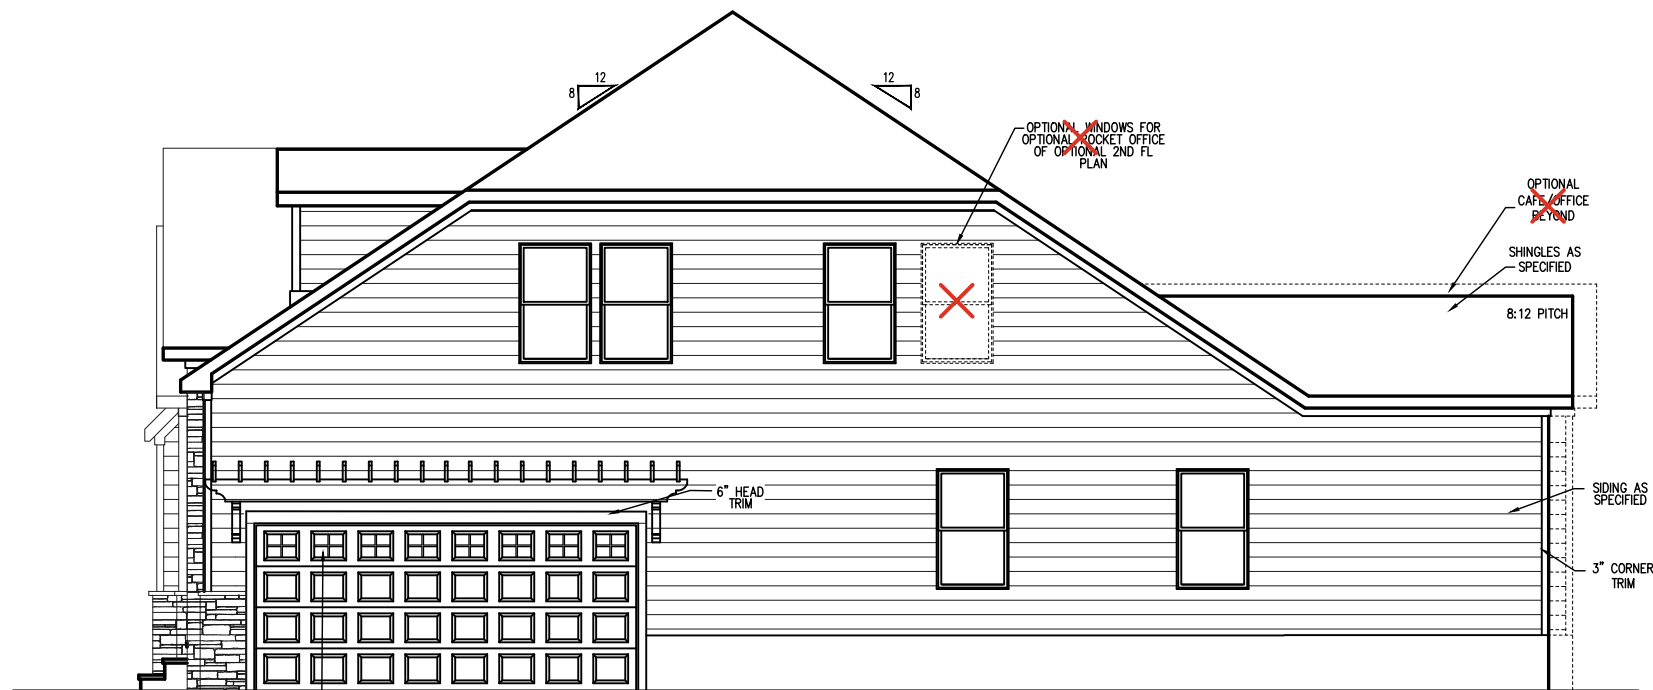 12
8
12
8
OPTIONAL WINDOWS FOR
OPTIONAL POCKET OFFICE
OF OPTIONAL 2ND FL
PLAN
OPTIONAL
CAFE/OFFICE
BEYOND
SHINGLES AS
SPECIFIED
8:12 PITCH
6" HEAD
TRIM
SIDING AS
SPECIFIED
3" CORNER
TRIM